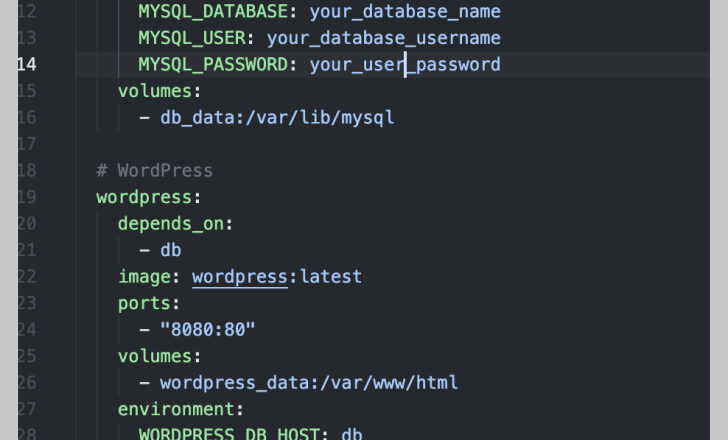 12 MYSQL_DATABASE: your_database_name
13 MYSQL_USER: your_database_username
14 MYSQL_PASSWORD: your_user_password
15 volumes:
16 - db_data:/var/lib/mysql
17
18 # WordPress
19 wordpress:
20 depends_on:
21 - db
22 image: wordpress:latest
23 ports:
24 - "8080:80"
25 volumes:
26 - wordpress_data:/var/www/html
27 environment:
28 WORDPRESS_DB_HOST: db